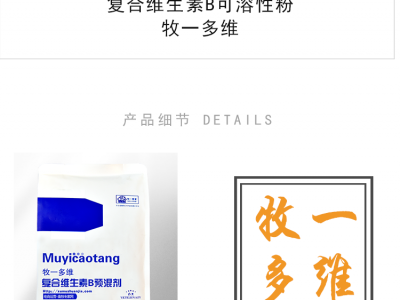 复合维生素B可溶性粉
牧一多维
产品细节 DETAILS
Muyicaotang
牧一多维
复合维生素B预混剂
牧一
多维